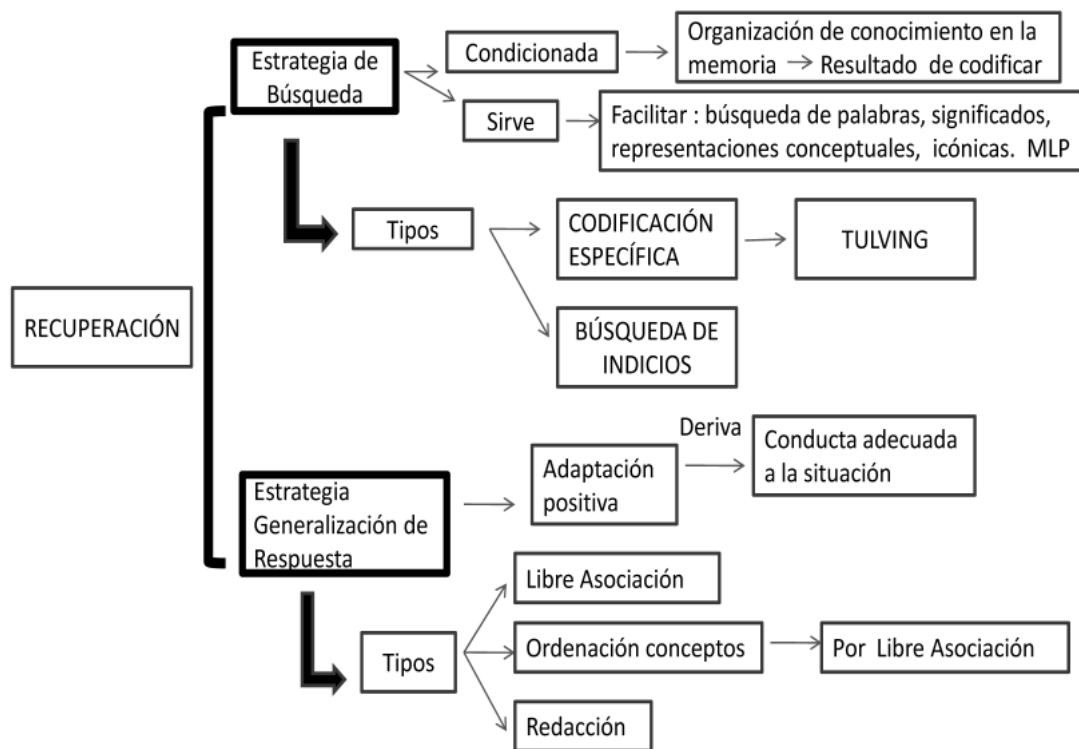 Estrategia de
Búsqueda
Condicionada
Organización de conocimiento en la
memoria → Resultado de codificar
Sirve
Facilitar : búsqueda de palabras, significados,
representaciones conceptuales, icónicas. MLP
Tipos
CODIFICACIÓN
ESPECÍFICA
TULVING
BÚSQUEDA DE
INDICIOS
RECUPERACIÓN
Estrategia
Generalización de
Respuesta
Adaptación
positiva
Deriva
Conducta adecuada
a la situación
Tipos
Libre Asociación
Ordenación conceptos
Por Libre Asociación
Redacción